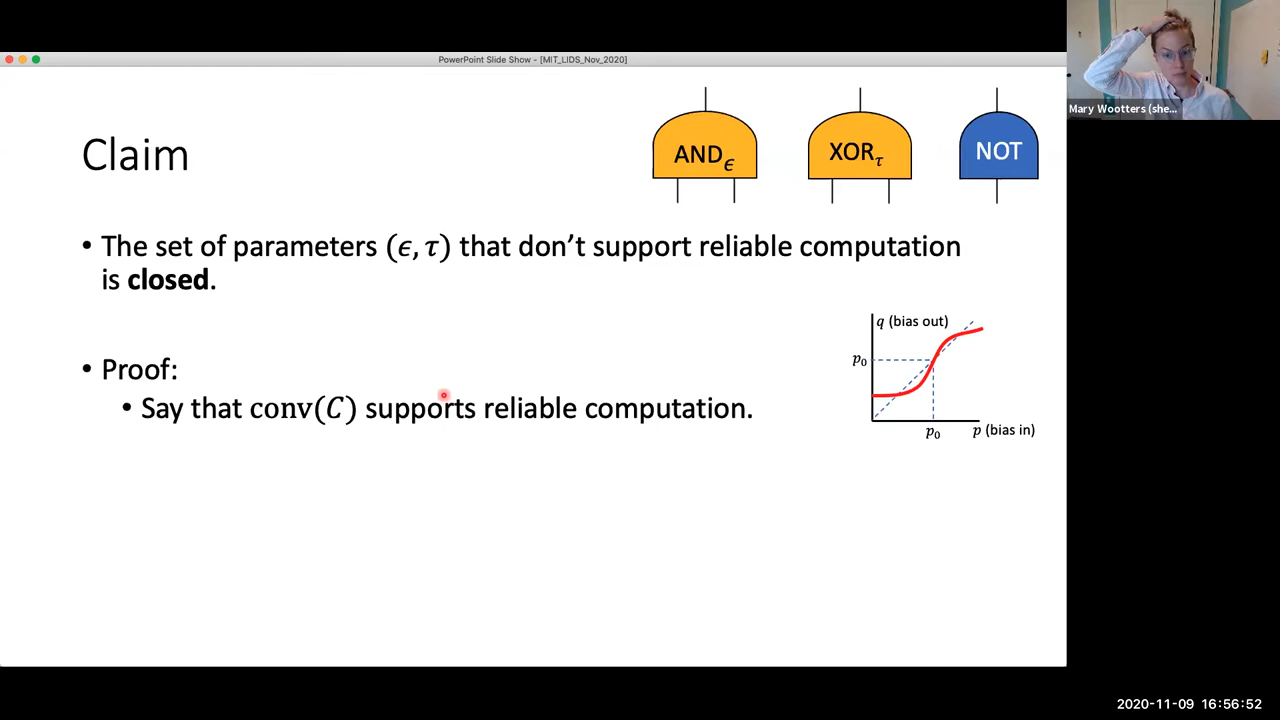 PowerPoint Slide Show - [MIT_LIDS_Nov_2020]
Mary Wootters (she...
Claim
ANDϵ
XORτ
NOT
• The set of parameters (ϵ, τ) that don’t support reliable computation
is closed.
• Proof:
• Say that conv(C) supports reliable computation.
q (bias out)
p₀
p₀
p (bias in)
2020-11-09 16:56:52